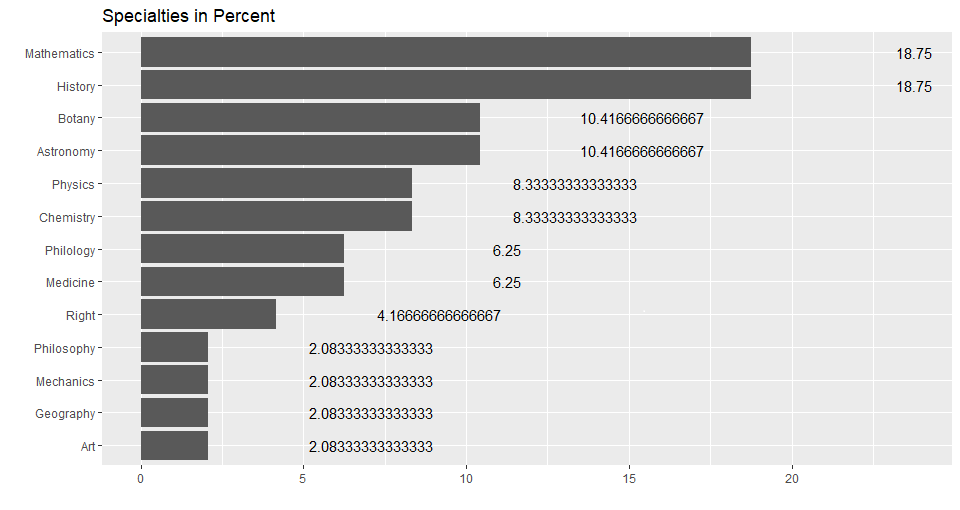 Specialties in Percent
Mathematics 18.75
History 18.75
Botany 10.4166666666667
Astronomy 10.4166666666667
Physics 8.33333333333333
Chemistry 8.33333333333333
Philology 6.25
Medicine 6.25
Right 4.16666666666667
Philosophy 2.08333333333333
Mechanics 2.08333333333333
Geography 2.08333333333333
Art 2.08333333333333
0 5 10 15 20